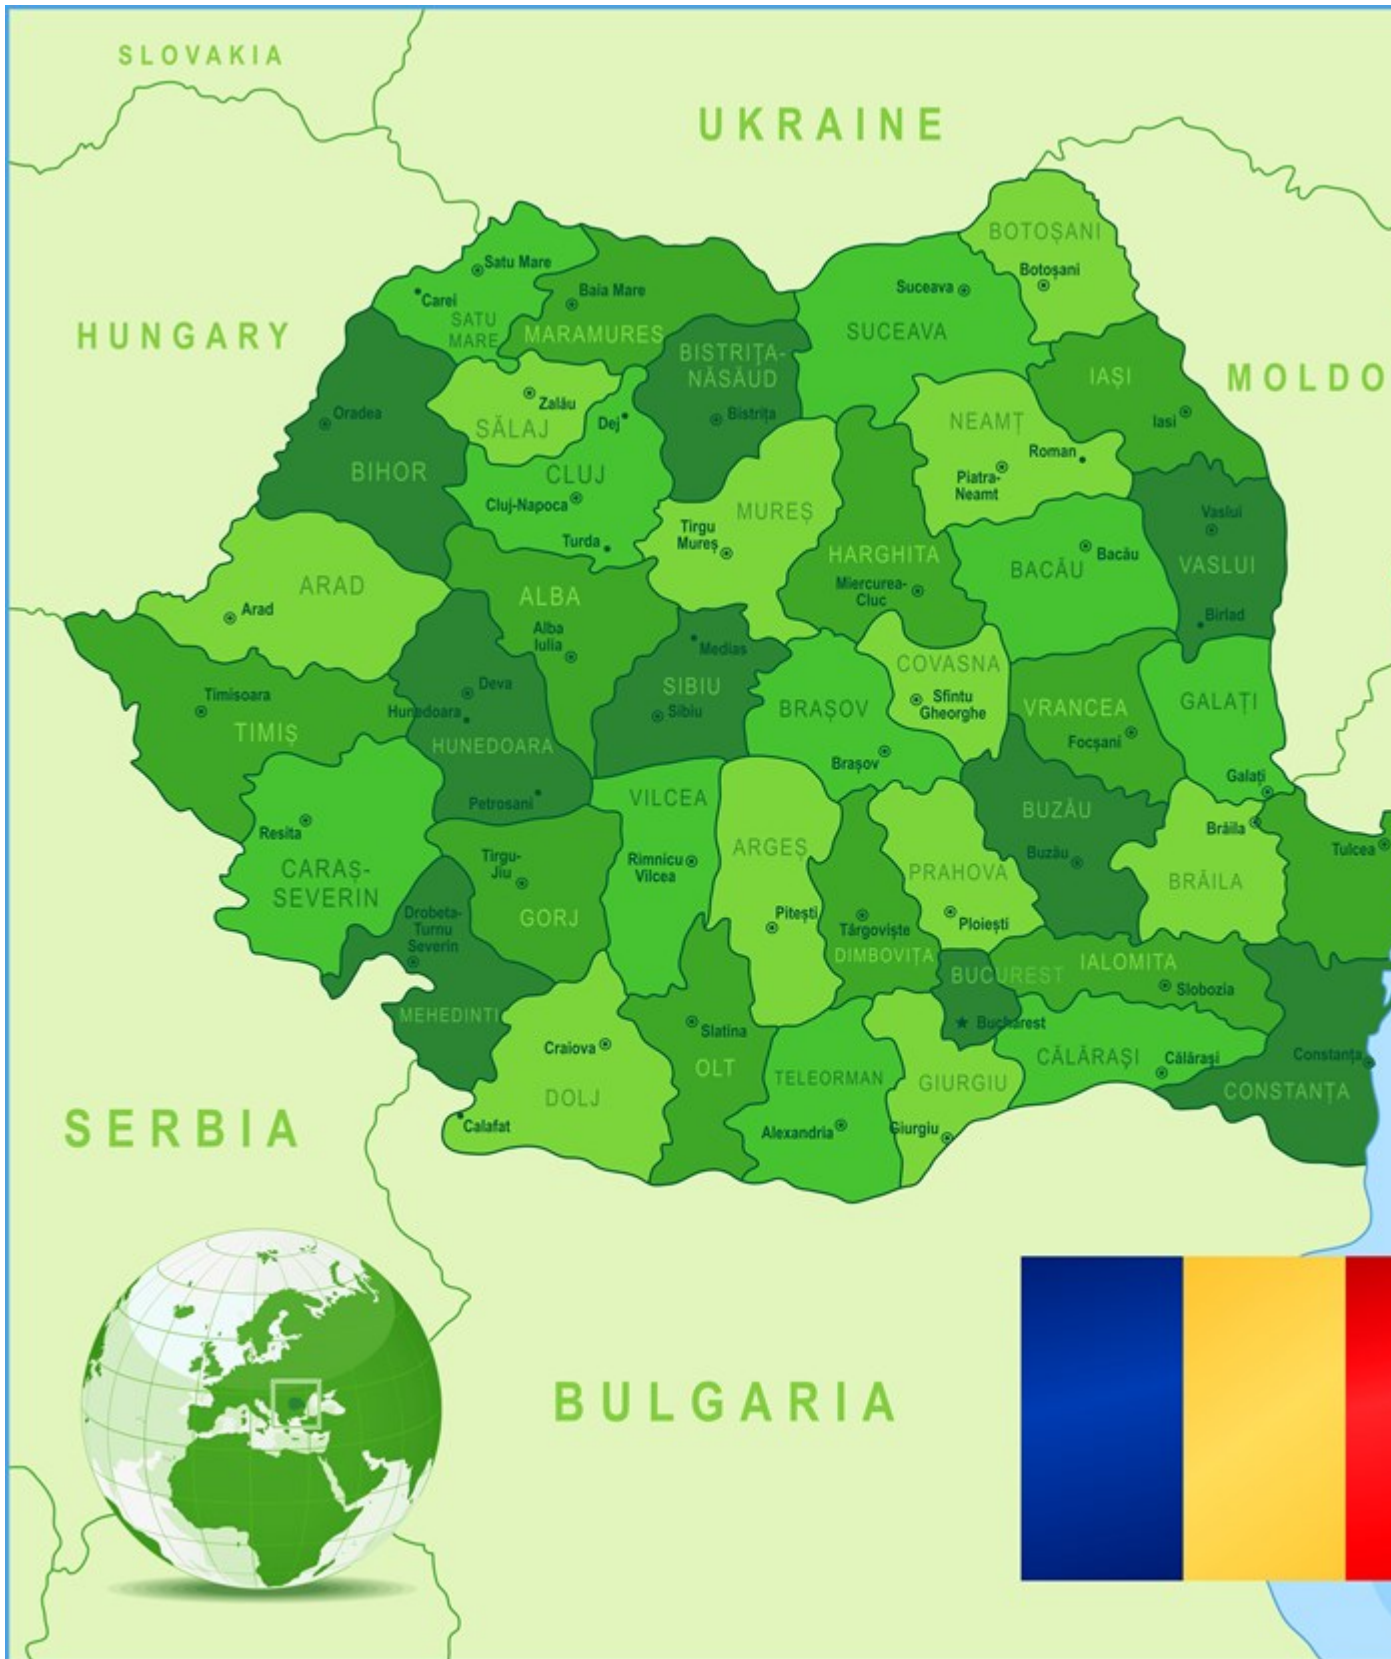 SLOVAKIA
UKRAINE
HUNGARY
MOLDO
SERBIA
BULGARIA
BOTOȘANI
Botoșani
Satu Mare
Carei
SATU
MARE
Baia Mare
MARAMURES
Suceava
SUCEAVA
BISTRIȚA-
NĂSĂUD
Bistrița
IAȘI
Iasi
Oradea
BIHOR
Zalău
SĂLAJ
Dej
CLUJ
Cluj-Napoca
Turda
NEAMȚ
Roman
Piatra-
Neamt
MUREȘ
Tirgu
Mureș
HARGHITA
Miercurea-
Cluc
BACĂU
Bacău
Vaslui
VASLUI
Birlad
ARAD
Arad
ALBA
Alba
Iulia
Medias
SIBIU
Sibiu
COVASNA
Sfintu
Gheorghe
BRAȘOV
Brașov
VRANCEA
Focșani
GALAȚI
Galați
Timisoara
TIMIȘ
Deva
Hunedoara
HUNEDOARA
Petrosani
VILCEA
Rimnicu
Vilcea
Resita
CARAȘ-
SEVERIN
Tirgu-
Jiu
GORJ
ARGEȘ
Pitești
BUZĂU
Buzău
Brăila
BRĂILA
Tulcea
PRAHOVA
Ploiești
Târgoviște
DIMBOVIȚA
Drobeta-
Turnu
Severin
MEHEDINTI
BUCUREST
Bucharest
IALOMITA
Slobozia
Slatina
OLT
Craiova
DOLJ
Calafat
TELEORMAN
Alexandria
GIURGIU
Giurgiu
CĂLĂRAȘI
Călărași
Constanța
CONSTANȚA